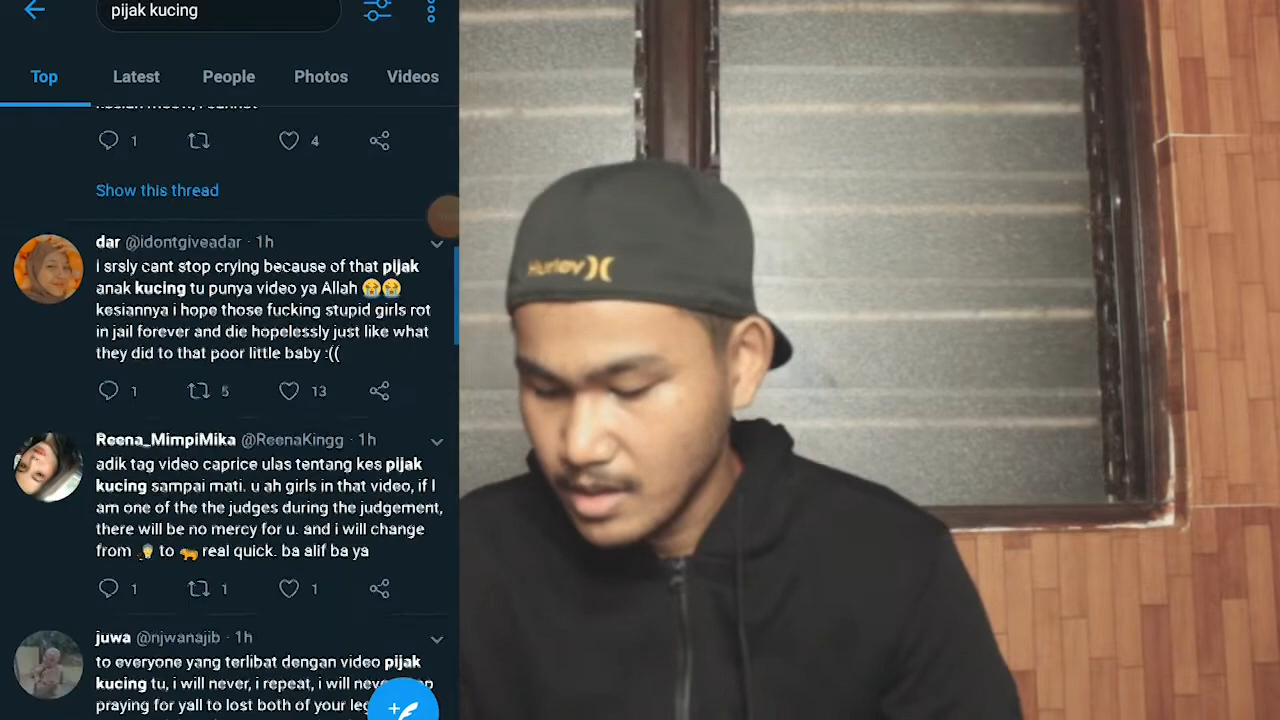 pijak kucing
Top
Latest
People
Photos
Videos
1
4
Show this thread
dar @idontgiveadar · 1h
I srsly cant stop crying because of that pijak
anak kucing tu punya video ya Allah 😭😭
kesiannya i hope those fucking stupid girls rot
in jail forever and die hopelessly just like what
they did to that poor little baby :((
1
5
13
Reena_MimpiMika @ReenaKingg · 1h
adik tag video caprice ulas tentang kes pijak
kucing sampai mati. u ah girls in that video, if I
am one of the the judges during the judgement,
there will be no mercy for u. and i will change
from to 🐅 real quick. ba alif ba ya
1
1
1
juwa @njwanajib · 1h
to everyone yang terlibat dengan video pijak
kucing tu, i will never, i repeat, i will
praying for yall to lost both of your
Hurley